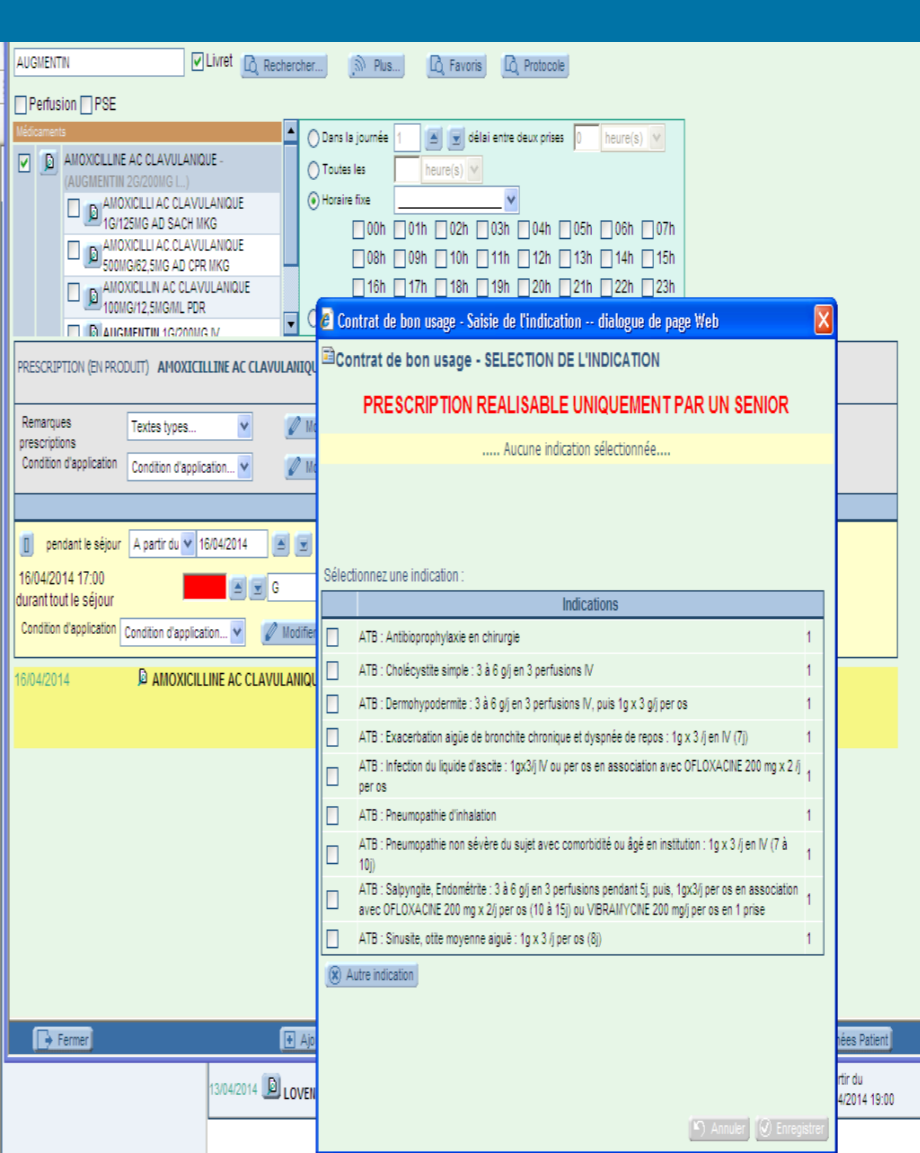 AUGMENTIN Livret Rechercher... Plus... Favoris Protocole
Perfusion PSE
Médicaments
AMOXICLLINE AC CLAVULANIQUE -
(AUGMENTIN 2G/200MG I...)
AMOXYCILLI AC CLAVULANIQUE
1G/125MG AD SACH MKG
AMOXYCILLI AC CLAVULANIQUE
500MG/62,5MG AD CPR MKG
AMOXYCILLIN AC CLAVULANIQUE
100MG/12,5MG/ML PDR
AUGMENTIN 1G/200MG IV
Dans la journée 1 délai entre deux prises 0 heure(s)
Toutes les heure(s)
Horaire fixe
00h 01h 02h 03h 04h 05h 06h 07h
08h 09h 10h 11h 12h 13h 14h 15h
16h 17h 18h 19h 20h 21h 22h 23h
PRESCRIPTION (EN PRODUIT) AMOXICILLINE AC CLAVULANIQU
Remarques
prescriptions
Textes types...
Condition d'application Condition d'application...
pendant le séjour A partir du 16/04/2014
16/04/2014 17:00
durant tout le séjour
G
Condition d'application Condition d'application... Modifier
16/04/2014 AMOXICILLINE AC CLAVULANIQU
Contrat de bon usage - Saisie de l'indication -- dialogue de page Web
Contrat de bon usage - SELECTION DE L'INDICATION
PRESCRIPTION REALISABLE UNIQUEMENT PAR UN SENIOR
..... Aucune indication sélectionnée....
Sélectionnez une indication :
Indications
ATB : Antibioprophylaxie en chirurgie 1
ATB : Cholécystite simple : 3 à 6 g/j en 3 perfusions IV 1
ATB : Dermohypodermite : 3 à 6 g/j en 3 perfusions IV, puis 1g x 3 g/j per os 1
ATB : Exacerbation aigüe de bronchite chronique et dyspnée de repos : 1g x 3 /j en IV (7j) 1
ATB : Infection du liquide d'ascite : 1gx3/j IV ou per os en association avec OFLOXACINE 200 mg x 2 /j
per os 1
ATB : Pneumopathie d'inhalation 1
ATB : Pneumopathie non sévère du sujet avec comorbidité ou âgé en institution : 1g x 3 /j en IV (7 à
10j) 1
ATB : Salpyngite, Endométrite : 3 à 6 g/j en 3 perfusions pendant 5j, puis, 1gx3/j per os en association
avec OFLOXACINE 200 mg x 2/j per os (10 à 15j) ou VIBRAMYCINE 200 mg/j per os en 1 prise 1
ATB : Sinusite, otite moyenne aiguë : 1g x 3 /j per os (8j) 1
Autre indication
Annuler Enregistrer
Fermer Ajo nées Patient
13/04/2014 LOVEN
rtir du
4/2014 19:00